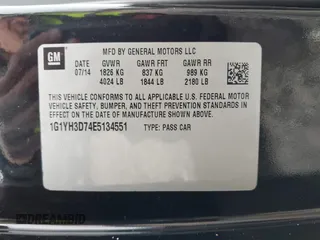 GM
MFD BY GENERAL MOTORS LLC
DATE GVWR GAWR FRT GAWR RR
07/14 1826 KG 837 KG 989 KG
4024 LB 1844 LB 2180 LB
THIS VEHICLE CONFORMS TO ALL APPLICABLE U.S. FEDERAL MOTOR
VEHICLE SAFETY, BUMPER, AND THEFT PREVENTION STANDARDS IN
EFFECT ON THE DATE OF MANUFACTURE SHOWN ABOVE.
1G1YH3D74E5134551 TYPE: PASS CAR
DREAMBID